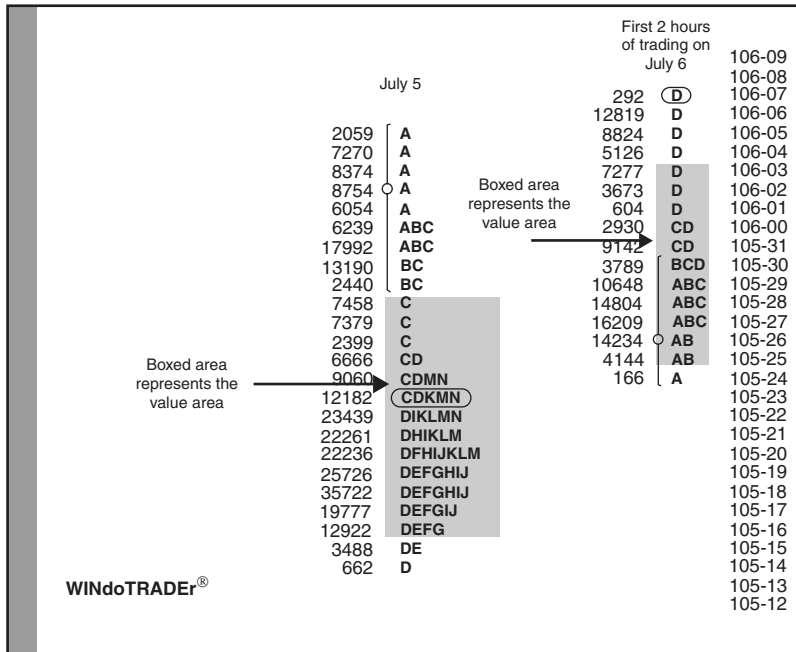 First 2 hours
of trading on
July 6
July 5
106-09
106-08
292 D 106-07
12819 D 106-06
2059 A 8824 D 106-05
7270 A 5126 D 106-04
8374 A 7277 D 106-03
8754 A 3673 D 106-02
6054 A 604 D 106-01
6239 ABC 2930 CD 106-00
17992 ABC 9142 CD 105-31
13190 BC 3789 BCD 105-30
2440 BC 10648 ABC 105-29
7458 C 14804 ABC 105-28
7379 C 16209 ABC 105-27
2399 C 14234 AB 105-26
6666 CD 4144 AB 105-25
9060 CDMN 166 A 105-24
12182 CDKMN 105-23
23439 DIKLMN 105-22
22261 DHIKLM 105-21
22236 DFHIJKLM 105-20
25726 DEFGHIJ 105-19
35722 DEFGHIJ 105-18
19777 DEFGIJ 105-17
12922 DEFG 105-16
3488 DE 105-15
662 D 105-14
105-13
105-12
Boxed area
represents the
value area
Boxed area
represents the
value area
WINdoTRADEr®